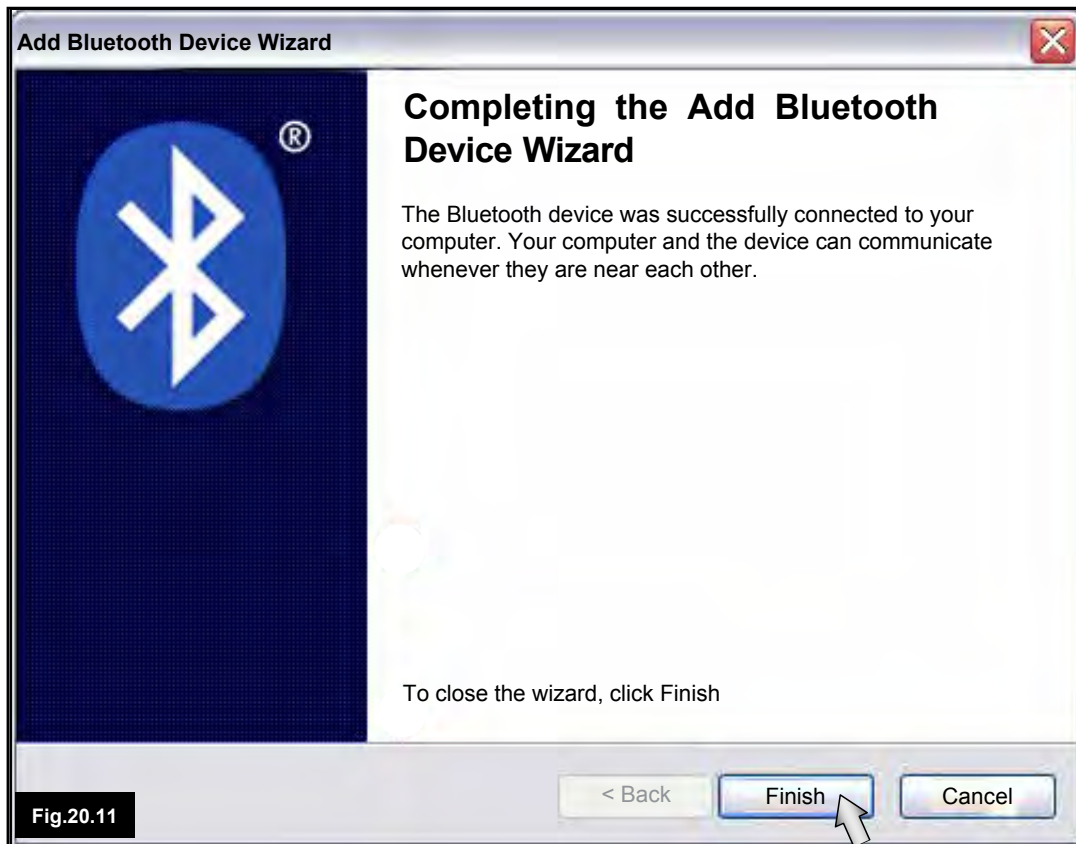 Add Bluetooth Device Wizard
®
Completing the Add Bluetooth
Device Wizard
The Bluetooth device was successfully connected to your
computer. Your computer and the device can communicate
whenever they are near each other.
To close the wizard, click Finish
< Back
Finish
Cancel
Fig.20.11